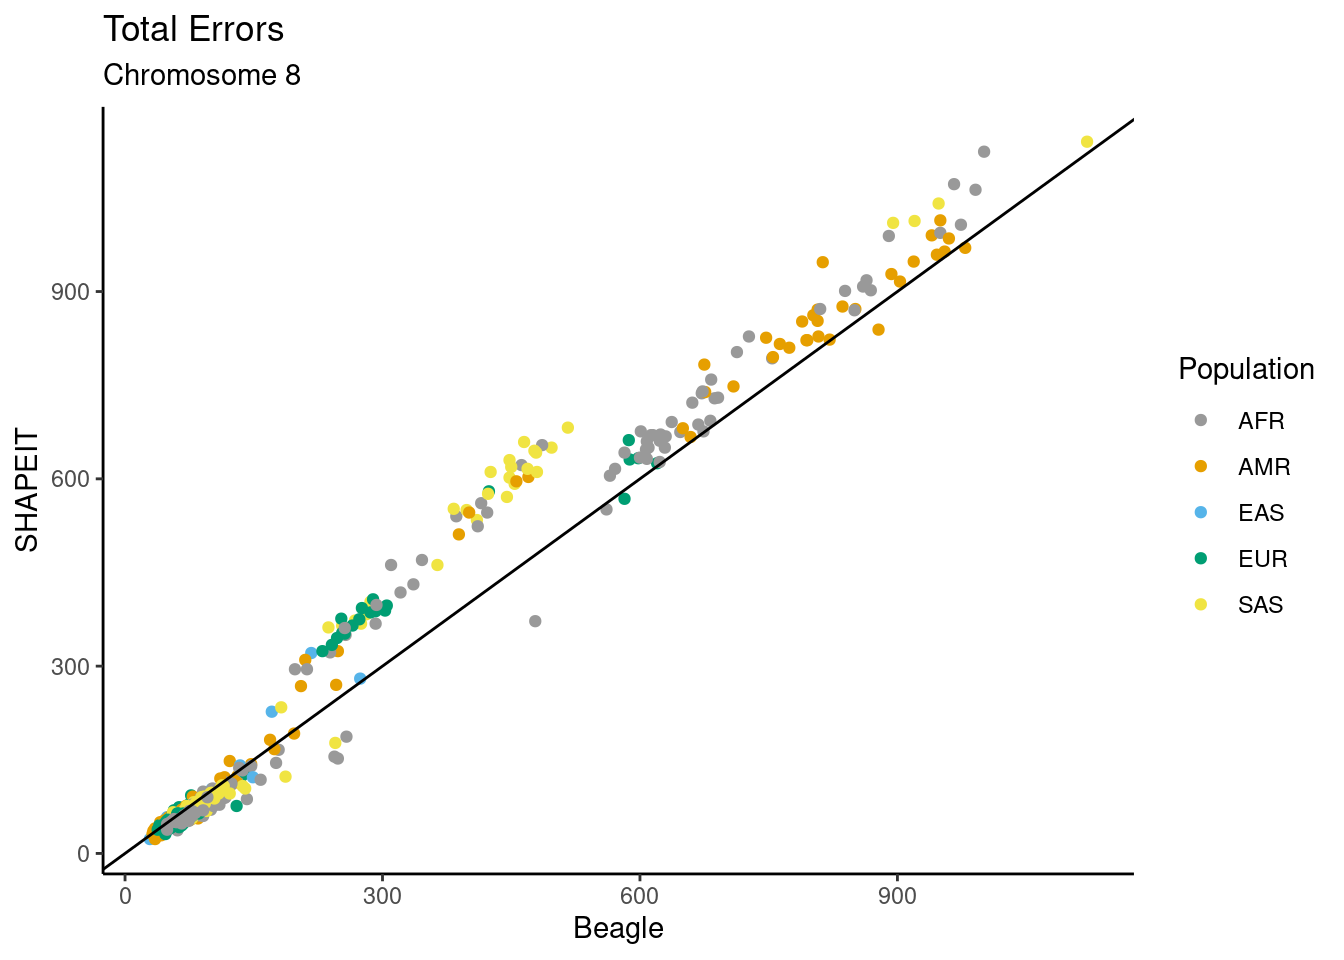 Total Errors
Chromosome 8
SHAPEIT
900
600
300
0
0 300 600 900
Beagle
Population
AFR
AMR
EAS
EUR
SAS